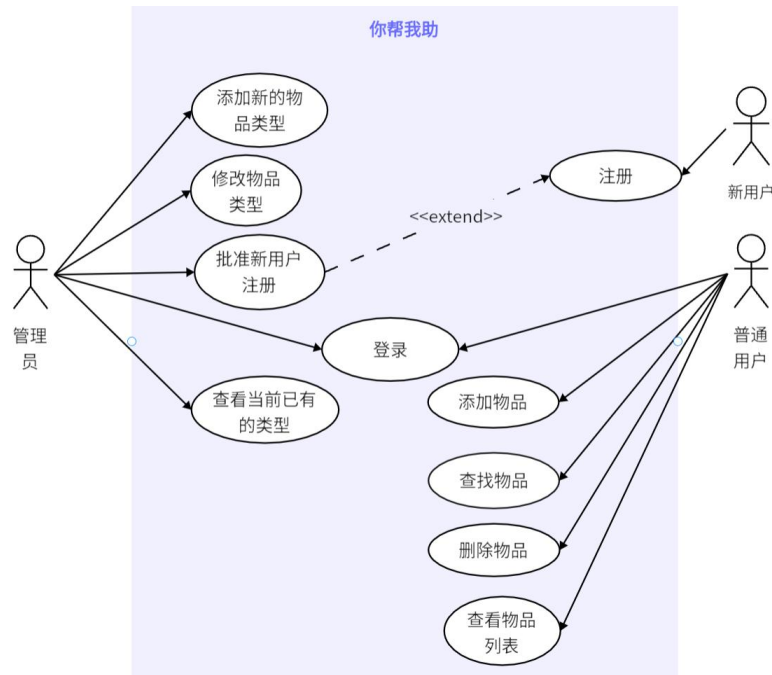 你帮我助
添加新的物
品类型
修改物品
类型
注册
新用户
<<extend>>
批准新用户
注册
管理
员
登录
普通
用户
查看当前已有
的类型
添加物品
查找物品
删除物品
查看物品
列表